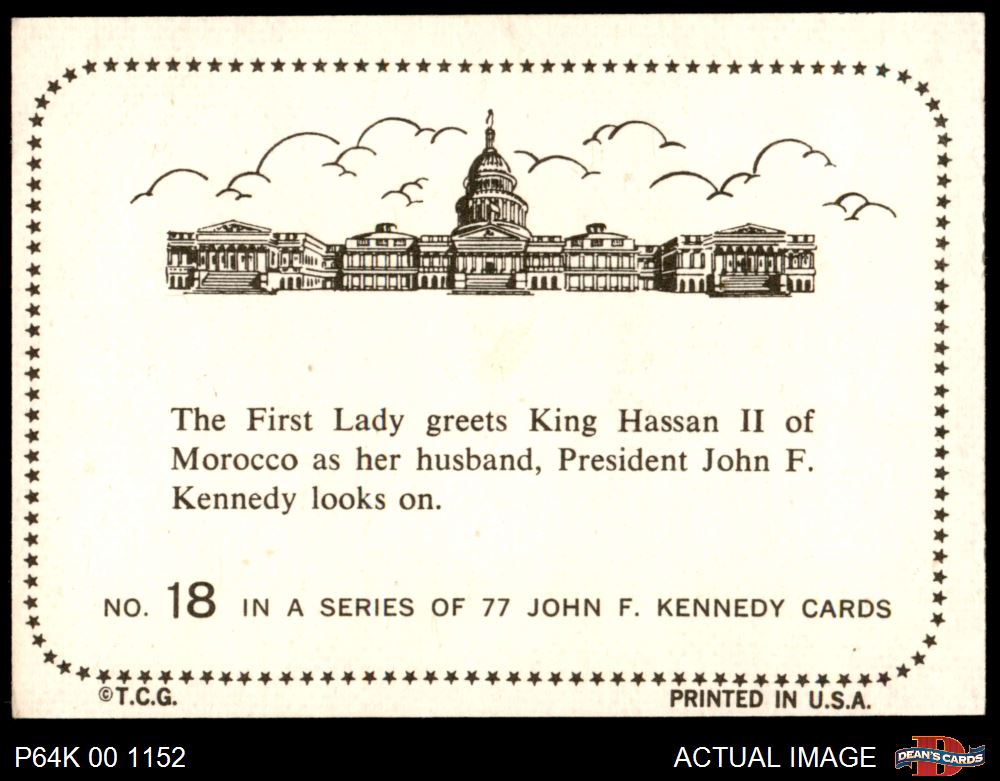 The First Lady greets King Hassan II of
Morocco as her husband, President John F.
Kennedy looks on.
NO. 18 IN A SERIES OF 77 JOHN F. KENNEDY CARDS
©T.C.G. PRINTED IN U.S.A.
P64K 00 1152 ACTUAL IMAGE DEAN'S CARDS